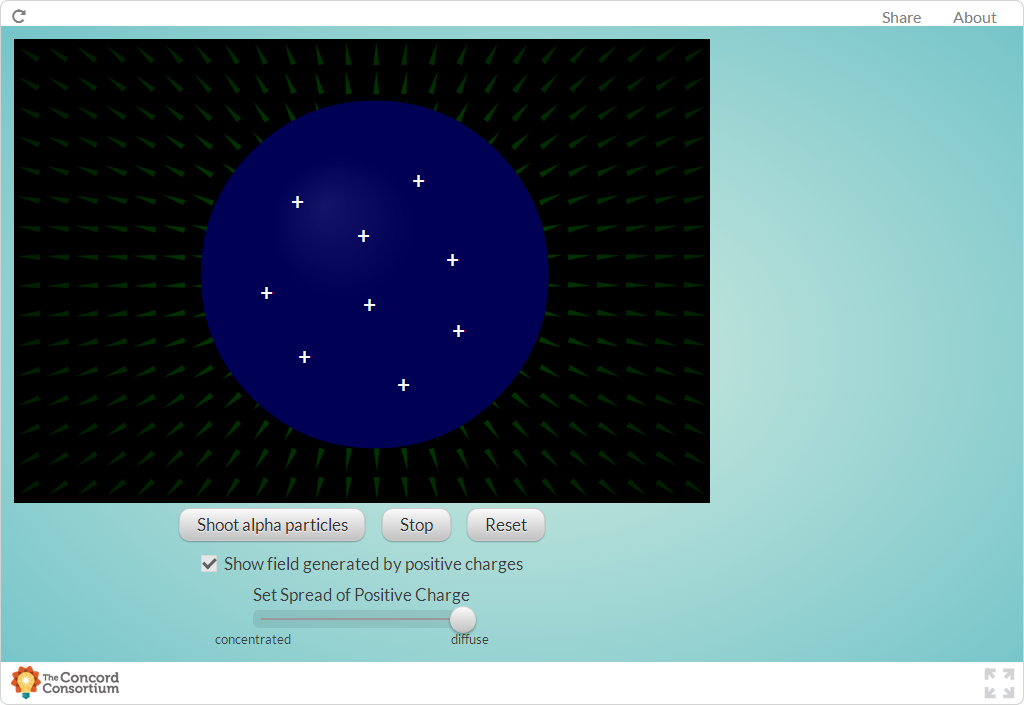 Share About
+
+
+
+
+
+
+
+
+
Shoot alpha particles Stop Reset
Show field generated by positive charges
Set Spread of Positive Charge
concentrated diffuse
The Concord
Consortium